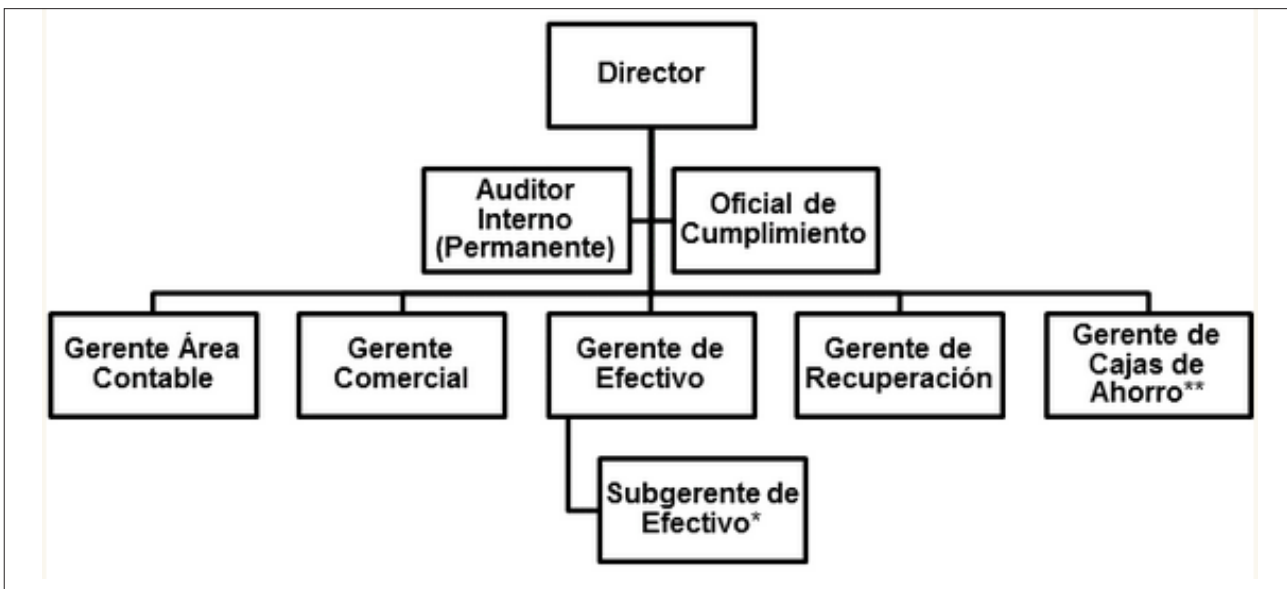 Director
Auditor
Interno
(Permanente)
Oficial de
Cumplimiento
Gerente Área
Contable
Gerente
Comercial
Gerente de
Efectivo
Gerente de
Recuperación
Gerente de
Cajas de
Ahorro**
Subgerente de
Efectivo*